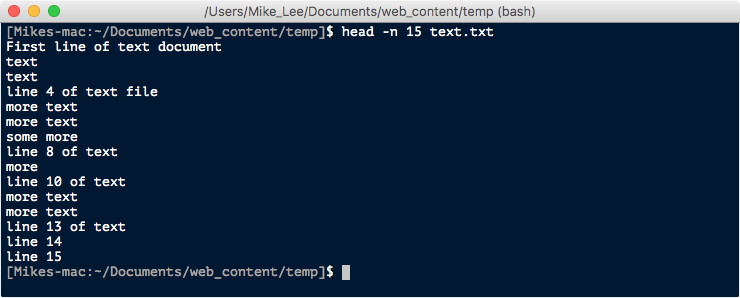 /Users/Mike_Lee/Documents/web_content/temp (bash)
[Mikes-mac:~/Documents/web_content/temp]$ head -n 15 text.txt
First line of text document
text
text
line 4 of text file
more text
more text
some more
line 8 of text
more
line 10 of text
more text
more text
line 13 of text
line 14
line 15
[Mikes-mac:~/Documents/web_content/temp]$